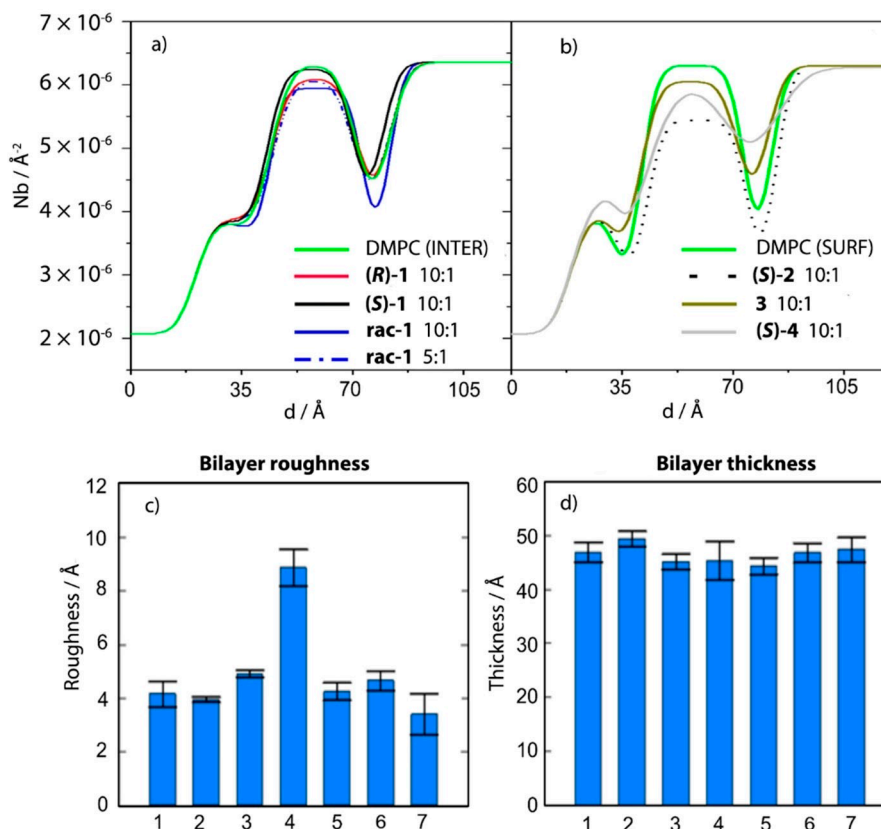 a)
Nb / Å⁻²
7 × 10⁻⁶
6 × 10⁻⁶
5 × 10⁻⁶
4 × 10⁻⁶
3 × 10⁻⁶
2 × 10⁻⁶
DMPC (INTER)
(R)-1 10:1
(S)-1 10:1
rac-1 10:1
rac-1 5:1
0 35 70 105
d / Å
b)
DMPC (SURF)
(S)-2 10:1
3 10:1
(S)-4 10:1
0 35 70 105
d / Å
Bilayer roughness
c)
Roughness / Å
12
10
8
6
4
2
0
1 2 3 4 5 6 7
Bilayer thickness
d)
Thickness / Å
60
50
40
30
20
10
0
1 2 3 4 5 6 7